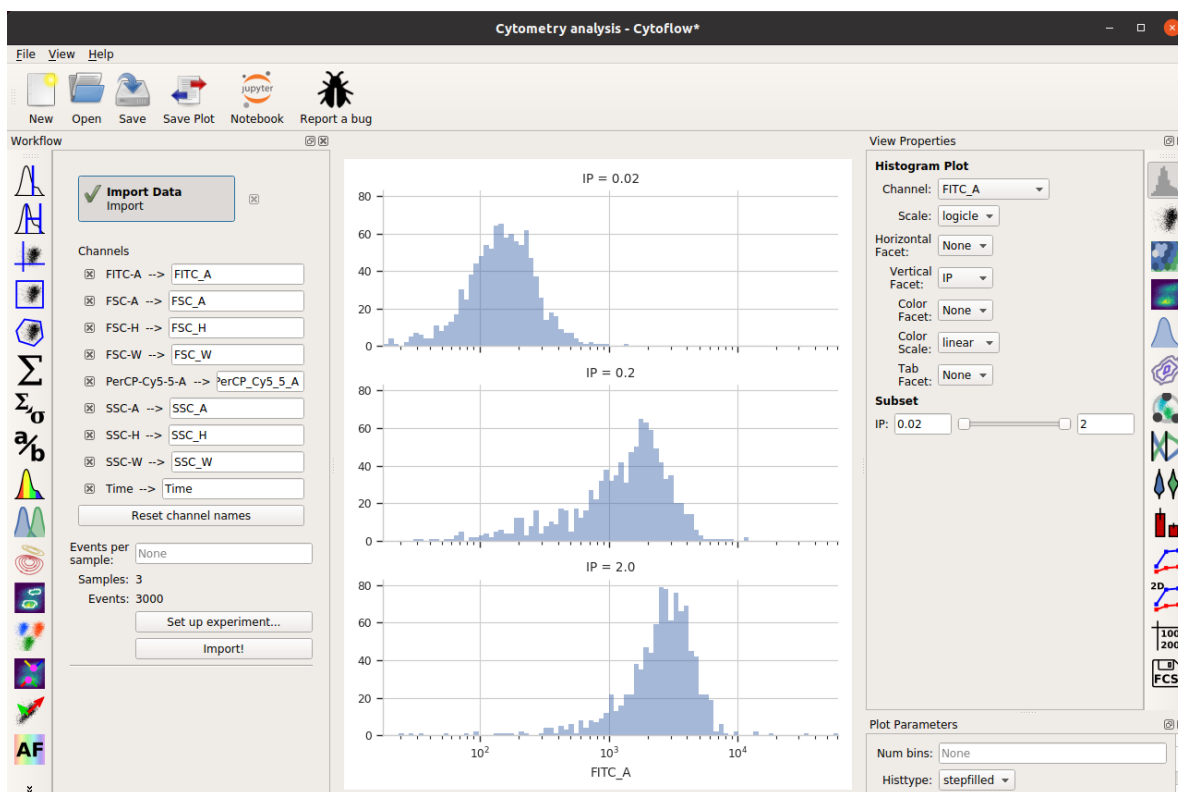 Cytometry analysis - Cytoflow*
File View Help
jupyter
New Open Save Save Plot Notebook Report a bug
Workflow
Import Data
Import
Channels
FITC-A --> FITC_A
FSC-A --> FSC_A
FSC-H --> FSC_H
FSC-W --> FSC_W
PerCP-Cy5-5-A --> PerCP_Cy5_5_A
SSC-A --> SSC_A
SSC-H --> SSC_H
SSC-W --> SSC_W
Time --> Time
Reset channel names
Events per
sample: None
Samples: 3
Events: 3000
Set up experiment...
Import!
Σ
Σ,σ
a/b
AF
IP = 0.02
80
60
40
20
0
IP = 0.2
80
60
40
20
0
IP = 2.0
80
60
40
20
0
10² 10³ 10⁴
FITC_A
View Properties
Histogram Plot
Channel: FITC_A
Scale: logicle
Horizontal
Facet: None
Vertical
Facet: IP
Color
Facet: None
Color
Scale: linear
Tab
Facet: None
Subset
IP: 0.02 2
2D
100
200
FCS
Plot Parameters
Num bins: None
Histtype: stepfilled